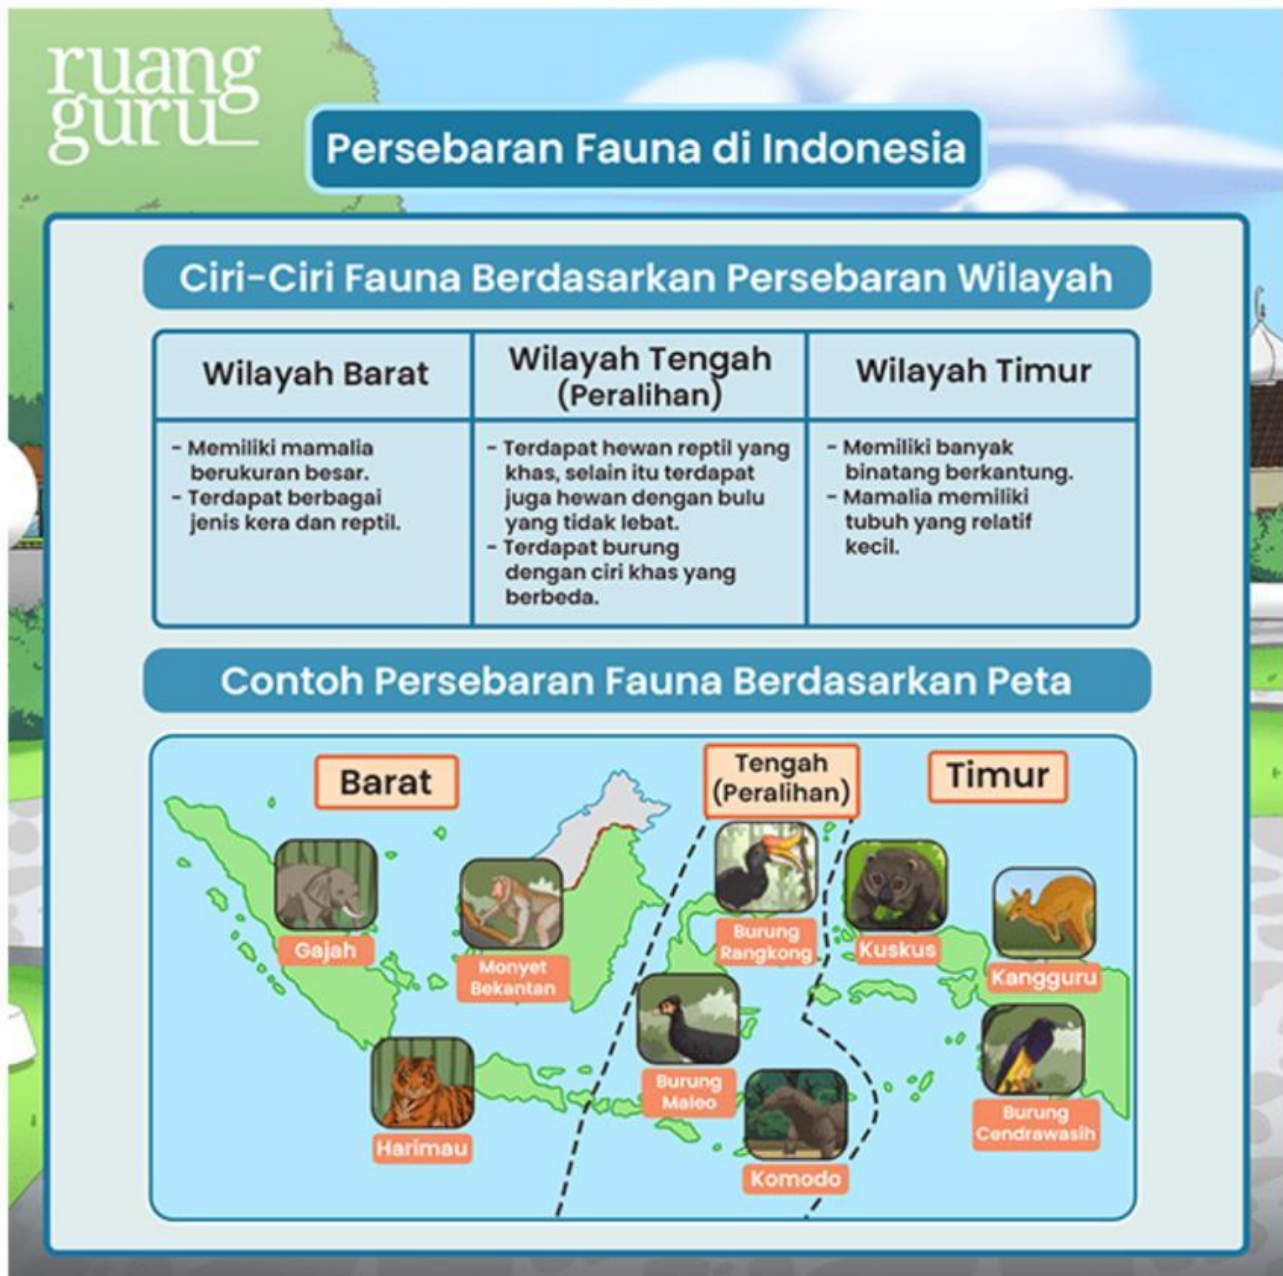 ruang
guru
Persebaran Fauna di Indonesia
Ciri-Ciri Fauna Berdasarkan Persebaran Wilayah
Wilayah Barat
- Memiliki mamalia
berukuran besar.
- Terdapat berbagai
jenis kera dan reptil.
Wilayah Tengah
(Peralihan)
- Terdapat hewan reptil yang
khas, selain itu terdapat
juga hewan dengan bulu
yang tidak lebat.
- Terdapat burung
dengan ciri khas yang
berbeda.
Wilayah Timur
- Memiliki banyak
binatang berkantung.
- Mamalia memiliki
tubuh yang relatif
kecil.
Contoh Persebaran Fauna Berdasarkan Peta
Barat
Tengah
(Peralihan)
Timur
Gajah
Monyet
Bekantan
Burung
Rangkong
Kuskus
Kangguru
Harimau
Burung
Maleo
Komodo
Burung
Cendrawasih